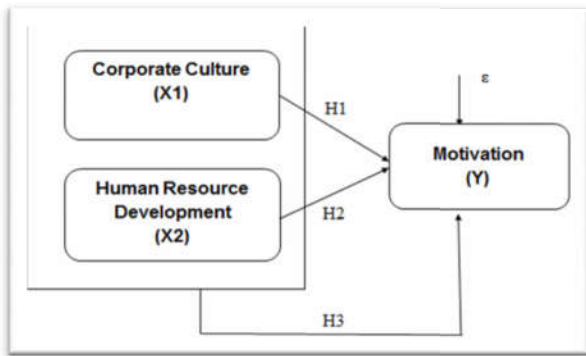 Corporate Culture
(X1)
H1
ε
Motivation
(Y)
Human Resource
Development
(X2)
H2
H3